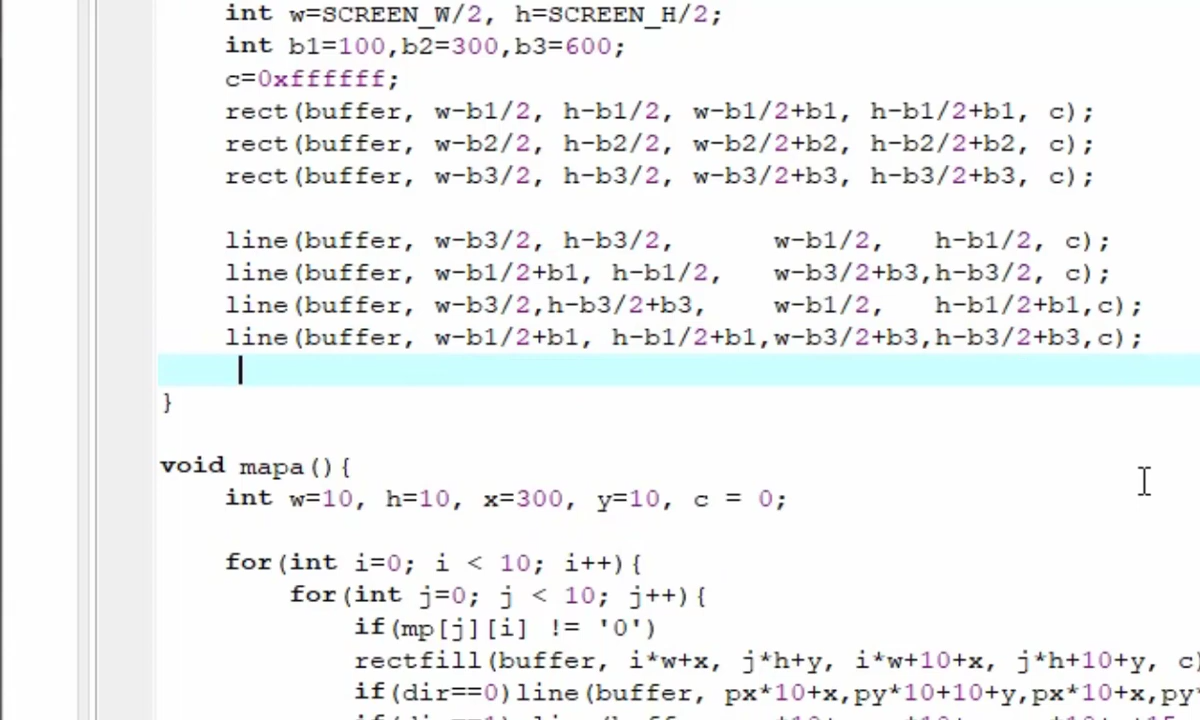 int w=SCREEN_W/2, h=SCREEN_H/2;
int b1=100,b2=300,b3=600;
c=0xffffff;
rect(buffer, w-b1/2, h-b1/2, w-b1/2+b1, h-b1/2+b1, c);
rect(buffer, w-b2/2, h-b2/2, w-b2/2+b2, h-b2/2+b2, c);
rect(buffer, w-b3/2, h-b3/2, w-b3/2+b3, h-b3/2+b3, c);
line(buffer, w-b3/2, h-b3/2, w-b1/2, h-b1/2, c);
line(buffer, w-b1/2+b1, h-b1/2, w-b3/2+b3,h-b3/2, c);
line(buffer, w-b3/2,h-b3/2+b3, w-b1/2, h-b1/2+b1,c);
line(buffer, w-b1/2+b1, h-b1/2+b1,w-b3/2+b3,h-b3/2+b3,c);
}
void mapa(){
int w=10, h=10, x=300, y=10, c = 0;
for(int i=0; i < 10; i++){
for(int j=0; j < 10; j++){
if(mp[j][i] != '0')
rectfill(buffer, i*w+x, j*h+y, i*w+10+x, j*h+10+y, c)
if(dir==0)line(buffer, px*10+x,py*10+10+y,px*10+x,py*